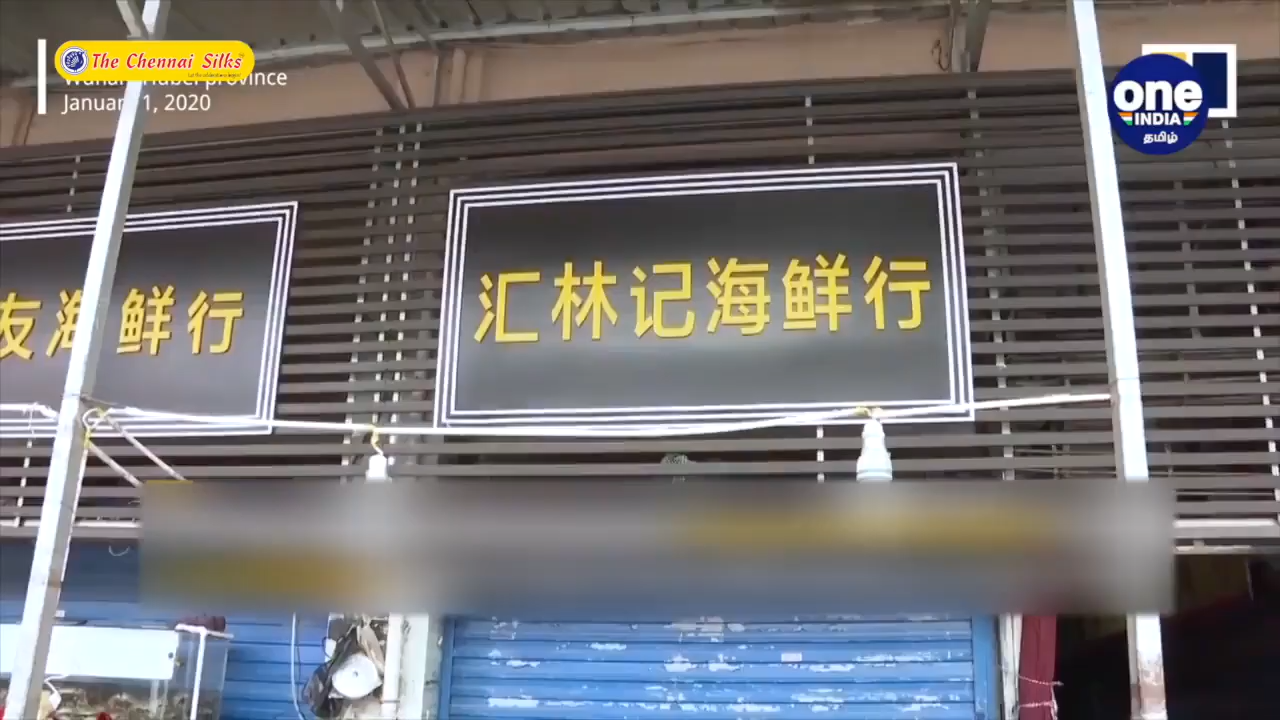 The Chennai Silks
province
January 1, 2020
one
INDIA
தமிழ்
友海鲜行
汇林记海鲜行